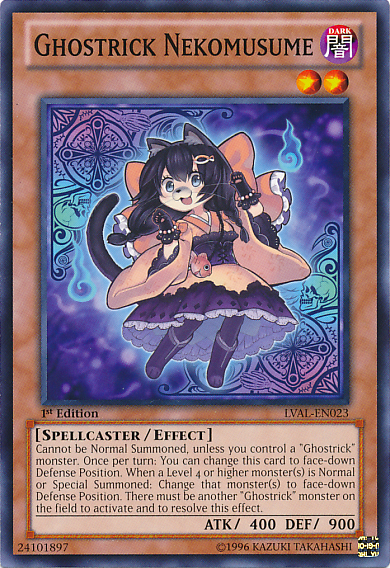 GHOSTRICK NEKOMUSUME
DARK
闇
1st Edition
LVAL-EN023
[SPELLCASTER / EFFECT]
Cannot be Normal Summoned, unless you control a "Ghostrick"
monster. Once per turn: You can change this card to face-down
Defense Position. When a Level 4 or higher monster(s) is Normal
or Special Summoned: Change that monster(s) to face-down
Defense Position. There must be another "Ghostrick" monster on
the field to activate and to resolve this effect.
ATK/ 400 DEF/ 900
24101897
©1996 KAZUKI TAKAHASHI